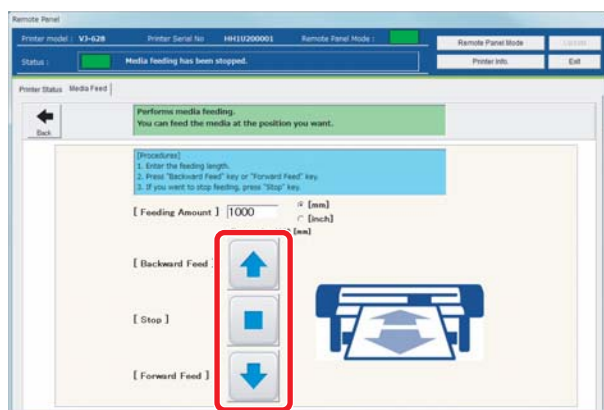 Remote Panel
Printer model : VJ-628 Printer Serial No HH1U200001 Remote Panel Mode : Remote Panel Mode
Status : Media feeding has been stopped. Printer Info. Exit
Printer Status Media Feed
Back
Performs media feeding.
You can feed the media at the position you want.
[Procedures]
1. Enter the feeding length.
2. Press "Backward Feed" key or "Forward Feed" key.
3. If you want to stop feeding, press "Stop" key.
[ Feeding Amount ] 1000 [mm]
[inch]
[mm]
[ Backward Feed ]
[ Stop ]
[ Forward Feed ]